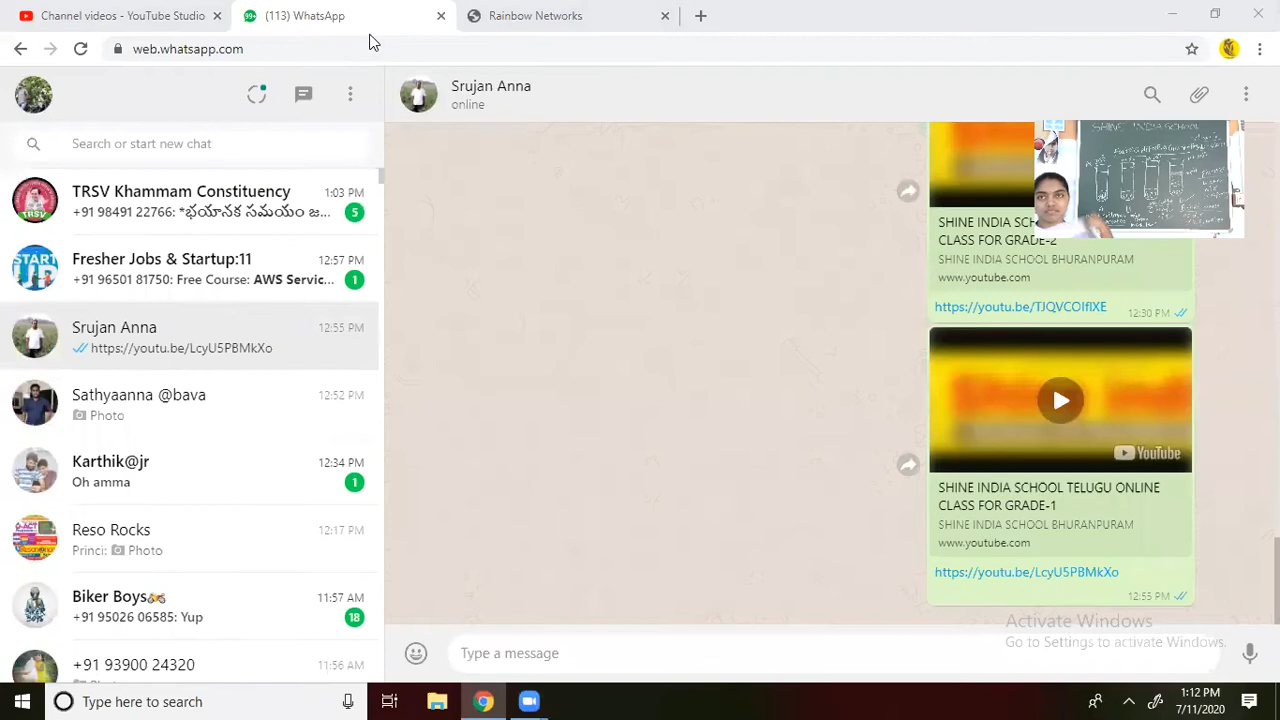 Channel videos - YouTube Studio
(113) WhatsApp
Rainbow Networks
web.whatsapp.com
Srujan Anna
online
Search or start new chat
TRSV Khammam Constituency
1:03 PM
+91 98491 22766: *భయానక సమయం జ...
5
Fresher Jobs & Startup:11
12:57 PM
+91 96501 81750: Free Course: AWS Servic...
1
Srujan Anna
12:55 PM
https://youtu.be/LcyU5PBMkXo
Sathyaanna @bava
12:52 PM
Photo
Karthik@jr
12:34 PM
Oh amma
1
Reso Rocks
12:17 PM
Princi: Photo
Biker Boys
11:57 AM
+91 95026 06585: Yup
18
+91 93900 24320
11:56 AM
SHINE INDIA SCHOOL
SHINE INDIA SCH
CLASS FOR GRADE-2
SHINE INDIA SCHOOL BHURANPURAM
www.youtube.com
https://youtu.be/TJQVCOIflXE
12:30 PM
YouTube
SHINE INDIA SCHOOL TELUGU ONLINE
CLASS FOR GRADE-1
SHINE INDIA SCHOOL BHURANPURAM
www.youtube.com
https://youtu.be/LcyU5PBMkXo
12:55 PM
Activate Windows
Go to Settings to activate Windows.
Type a message
Type here to search
1:12 PM
7/11/2020